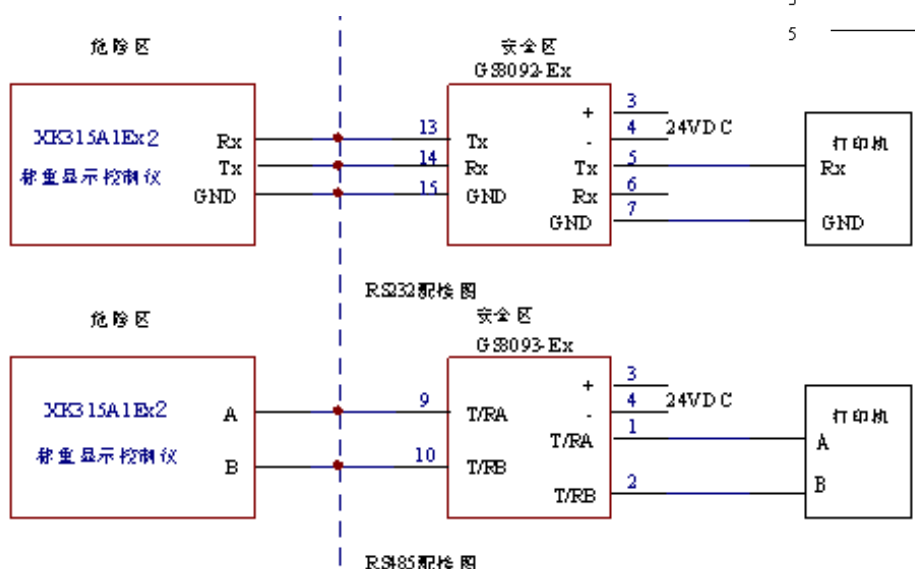 5
危险区
安全区
GS8092-Ex
XK315A1Ex2
称重显示控制仪
Rx
Tx
GND
13
14
15
Tx
Rx
GND
+
-
Tx
Rx
GND
3
4
5
6
7
24VDC
打印机
Rx
GND
RS232配接图
危险区
安全区
GS8093-Ex
XK315A1Ex2
称重显示控制仪
A
B
9
10
T/RA
T/RB
+
-
T/RA
T/RB
3
4
1
2
24VDC
打印机
A
B
RS485配接图